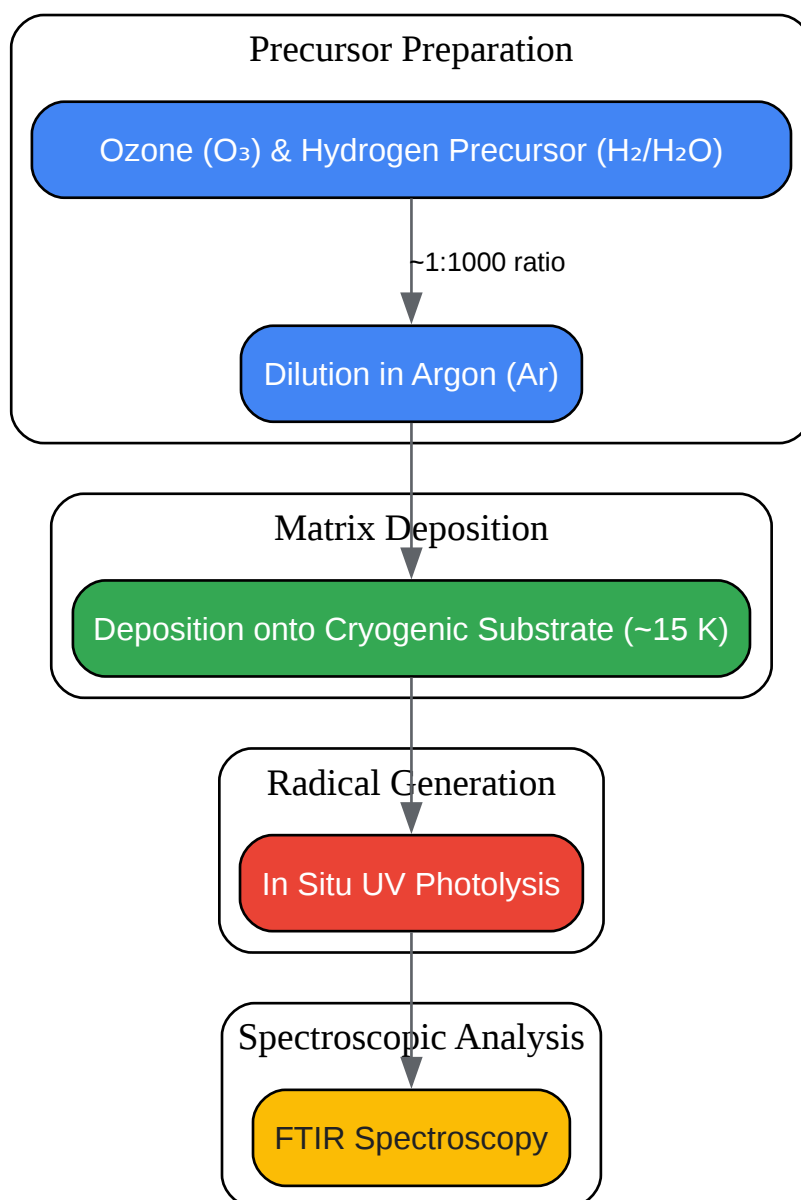 Precursor Preparation
Ozone (O₃) & Hydrogen Precursor (H₂/H₂O)
~1:1000 ratio
Dilution in Argon (Ar)
Matrix Deposition
Deposition onto Cryogenic Substrate (~15 K)
Radical Generation
In Situ UV Photolysis
Spectroscopic Analysis
FTIR Spectroscopy